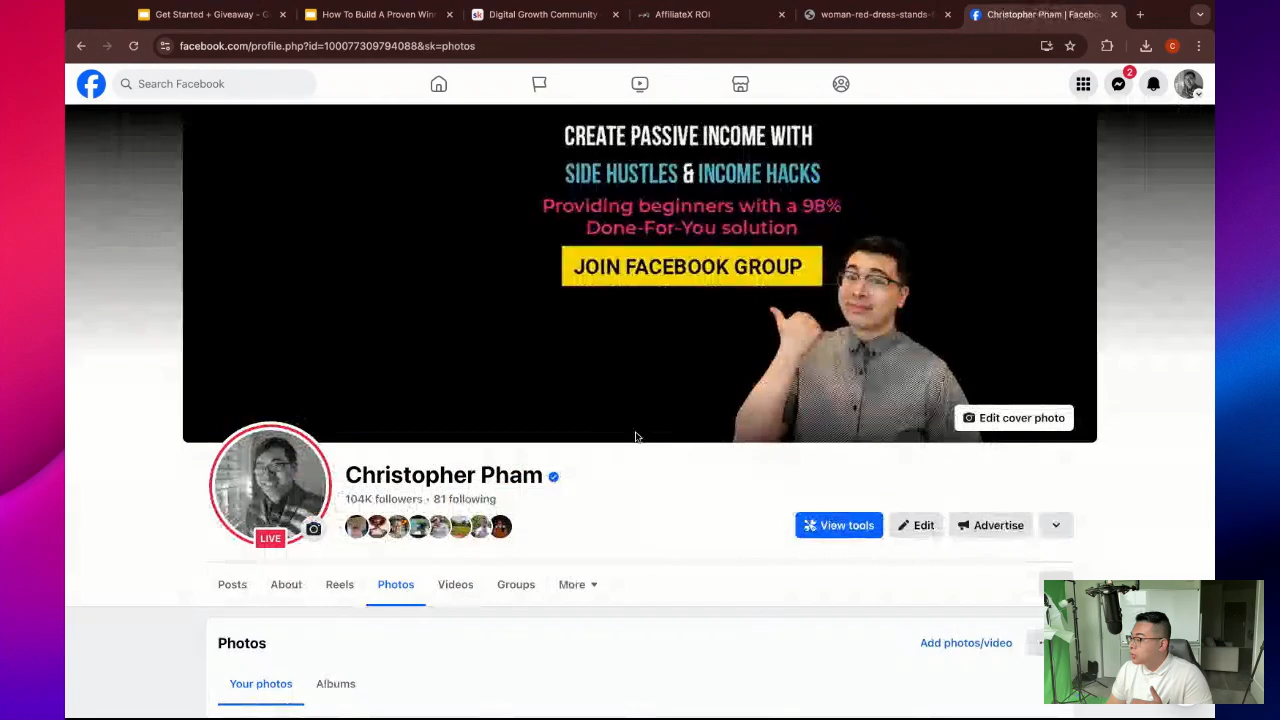 Get Started + Giveaway - G
How To Build A Proven Win
Digital Growth Community
AffiliateX ROI
woman-red-dress-stands-
Christopher Pham | Facebo
facebook.com/profile.php?id=100077309794088&sk=photos
C
Search Facebook
2
CREATE PASSIVE INCOME WITH
SIDE HUSTLES & INCOME HACKS
Providing beginners with a 98%
Done-For-You solution
JOIN FACEBOOK GROUP
Edit cover photo
Christopher Pham
104K followers · 81 following
LIVE
View tools
Edit
Advertise
Posts
About
Reels
Photos
Videos
Groups
More
Photos
Add photos/video
Your photos
Albums